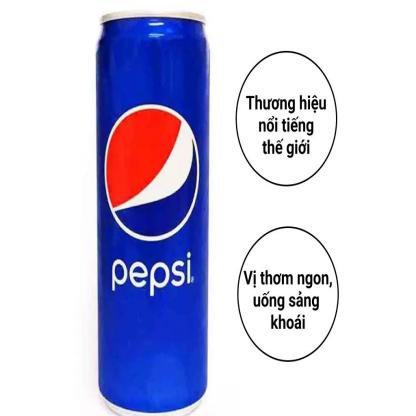 pepsi
Thương hiệu
nổi tiếng
thế giới
Vị thơm ngon,
uống sảng
khoái